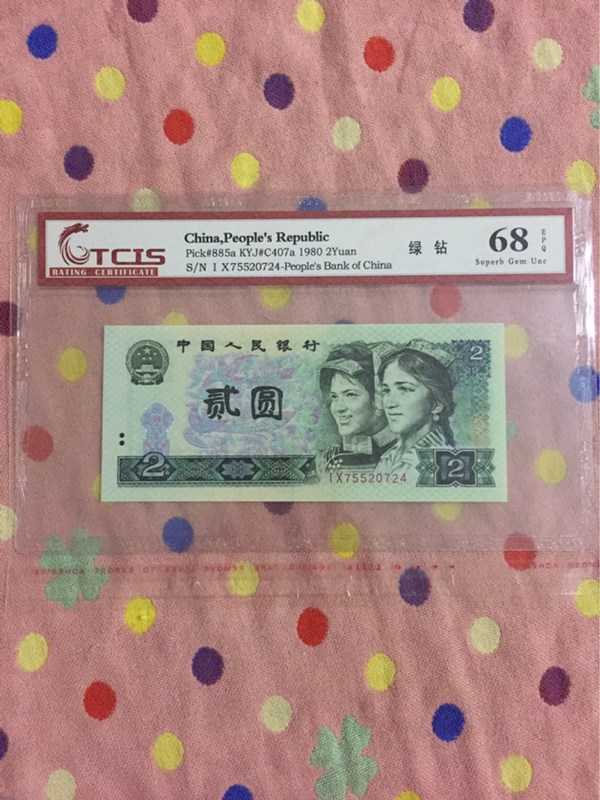 TCIS
RATING CERTIFICATE
China,People's Republic
Pick#885a KYJ#C407a 1980 2Yuan
S/N I X75520724-People's Bank of China
绿 钻
68
EPQ
Superb Gem Unc
中国人民银行
2
贰圆
2
2
IX75520724